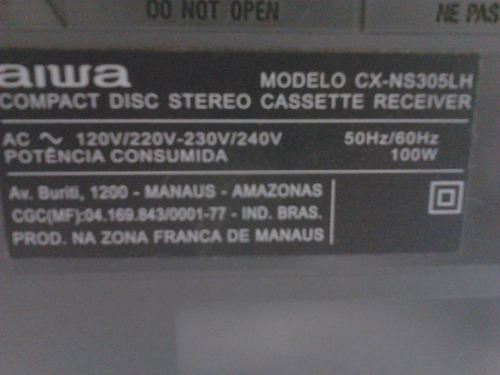 DO NOT OPEN
NE PAS
aiwa
MODELO CX-NS305LH
COMPACT DISC STEREO CASSETTE RECEIVER
AC ~ 120V/220V-230V/240V 50Hz/60Hz
POTÊNCIA CONSUMIDA 100W
Av. Buriti, 1200 - MANAUS - AMAZONAS
CGC(MF):04.169.843/0001-77 - IND. BRAS.
PROD. NA ZONA FRANCA DE MANAUS